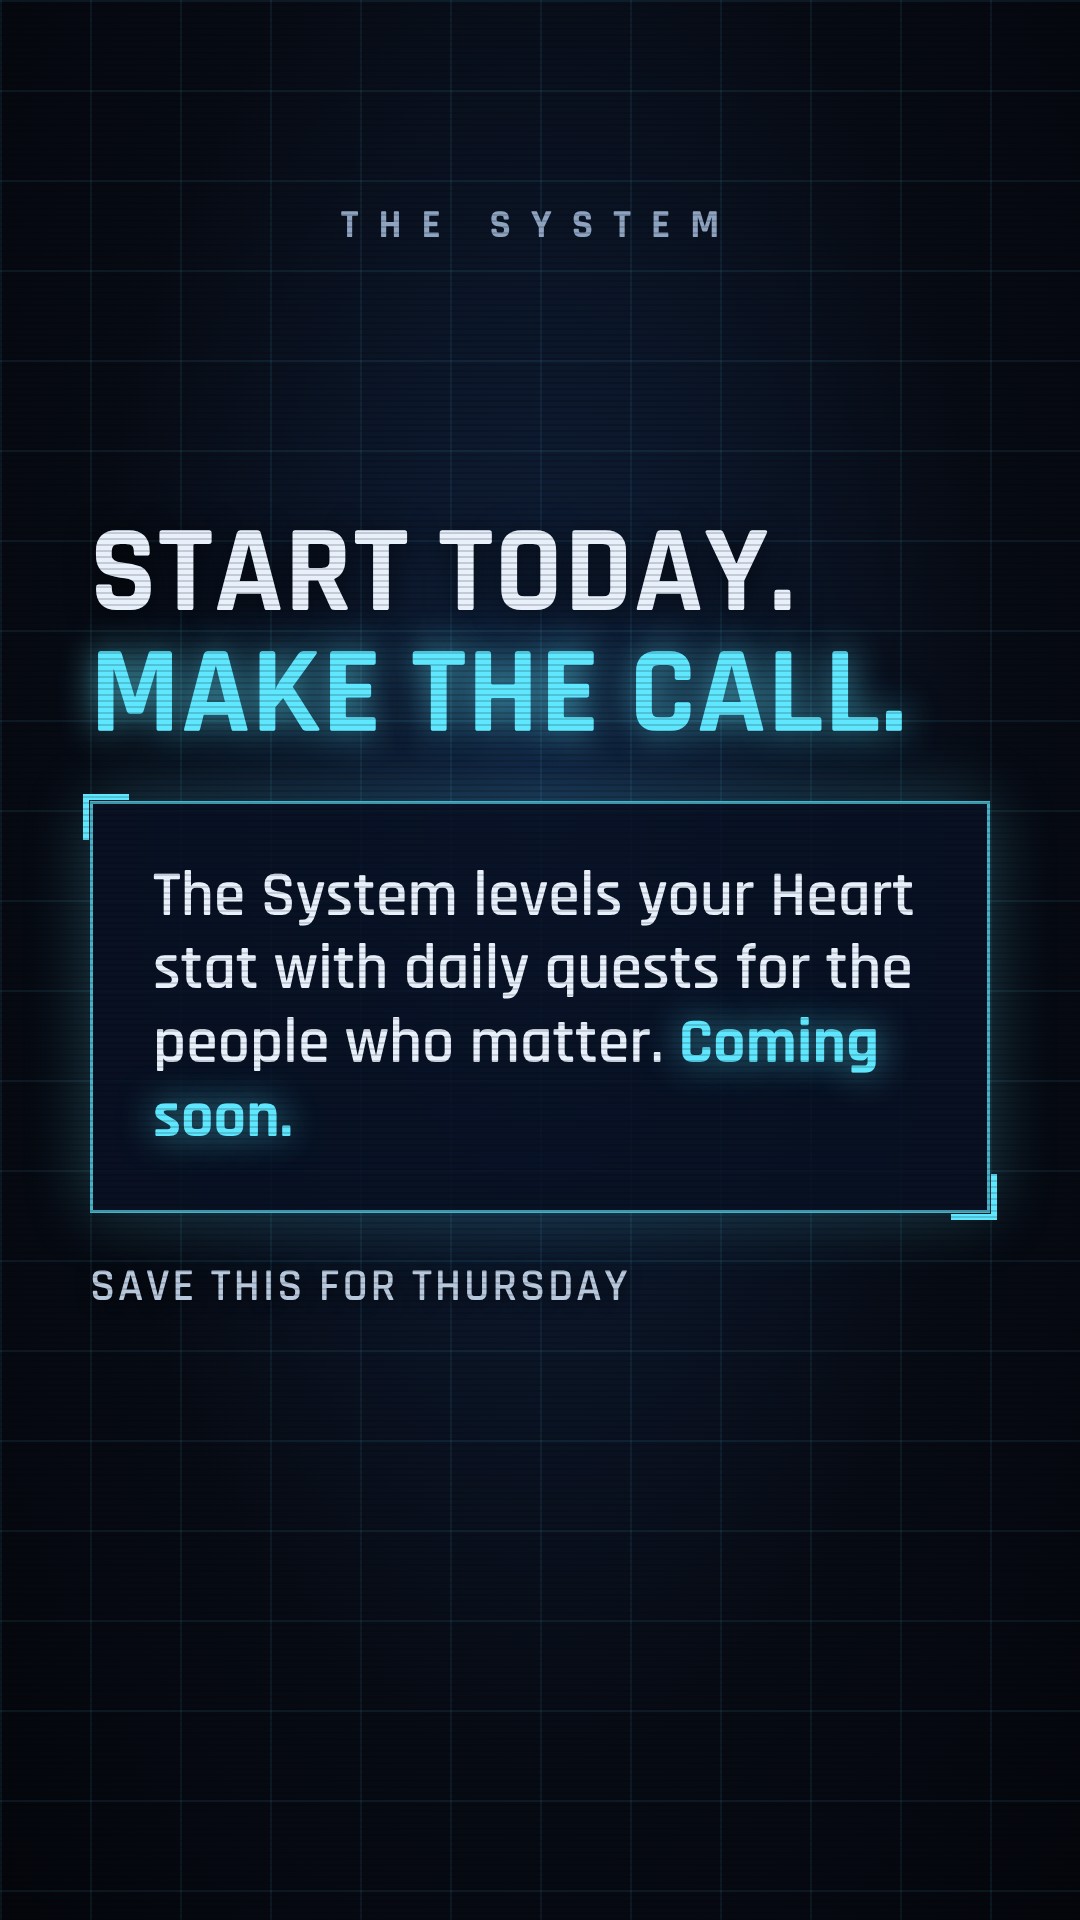 THE SYSTEM
START TODAY.
MAKE THE CALL.
The System levels your Heart
stat with daily quests for the
people who matter. Coming
soon.
SAVE THIS FOR THURSDAY